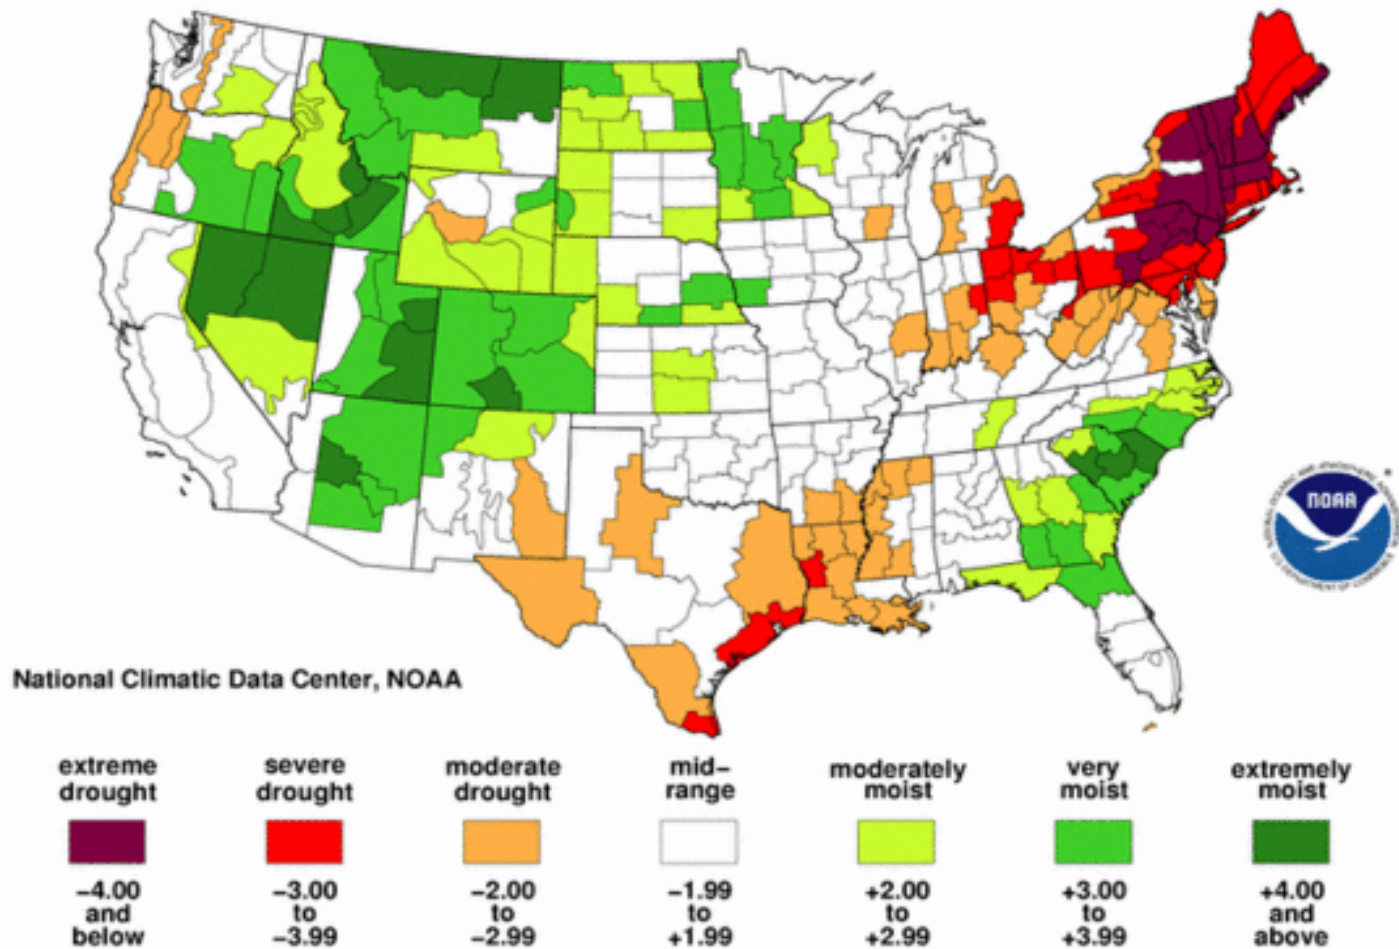 NOAA
National Climatic Data Center, NOAA
extreme drought
severe drought
moderate drought
mid-range
moderately moist
very moist
extremely moist
-4.00 and below
-3.00 to -3.99
-2.00 to -2.99
-1.99 to +1.99
+2.00 to +2.99
+3.00 to +3.99
+4.00 and above